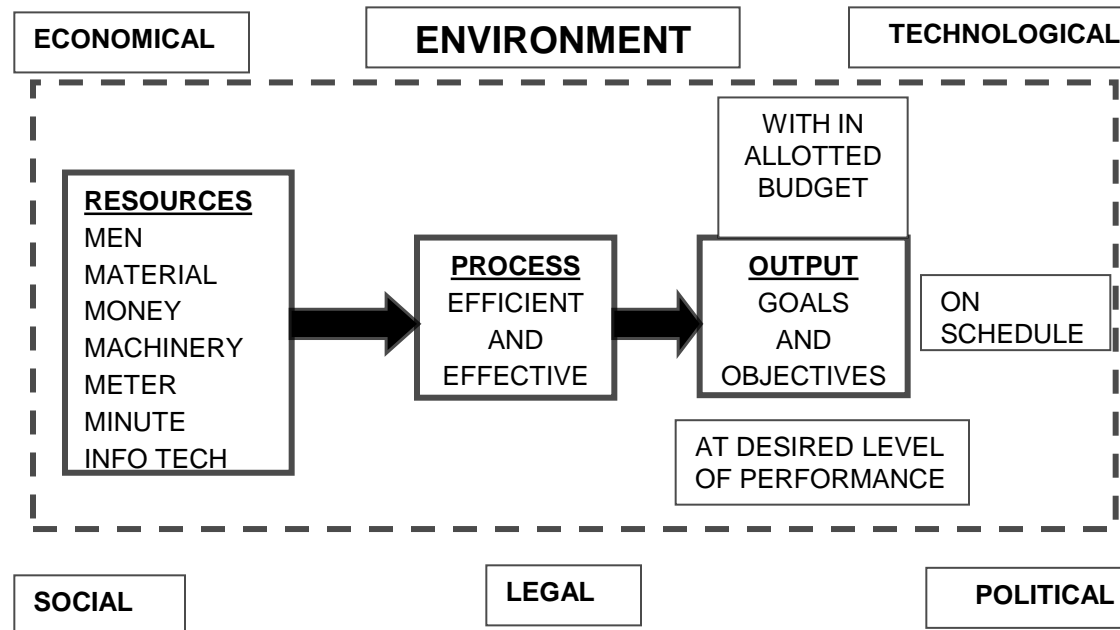 ECONOMICAL
ENVIRONMENT
TECHNOLOGICAL
WITH IN
ALLOTTED
BUDGET
RESOURCES
MEN
MATERIAL
MONEY
MACHINERY
METER
MINUTE
INFO TECH
PROCESS
EFFICIENT
AND
EFFECTIVE
OUTPUT
GOALS
AND
OBJECTIVES
ON
SCHEDULE
AT DESIRED LEVEL
OF PERFORMANCE
SOCIAL
LEGAL
POLITICAL